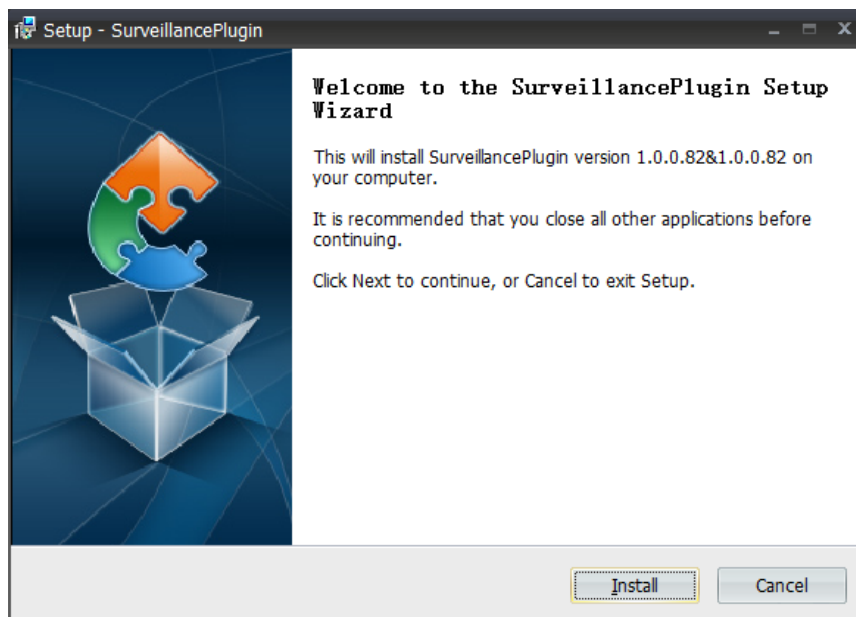 Setup - SurveillancePlugin
Welcome to the SurveillancePlugin Setup
Wizard
This will install SurveillancePlugin version 1.0.0.82&1.0.0.82 on
your computer.
It is recommended that you close all other applications before
continuing.
Click Next to continue, or Cancel to exit Setup.
Install
Cancel